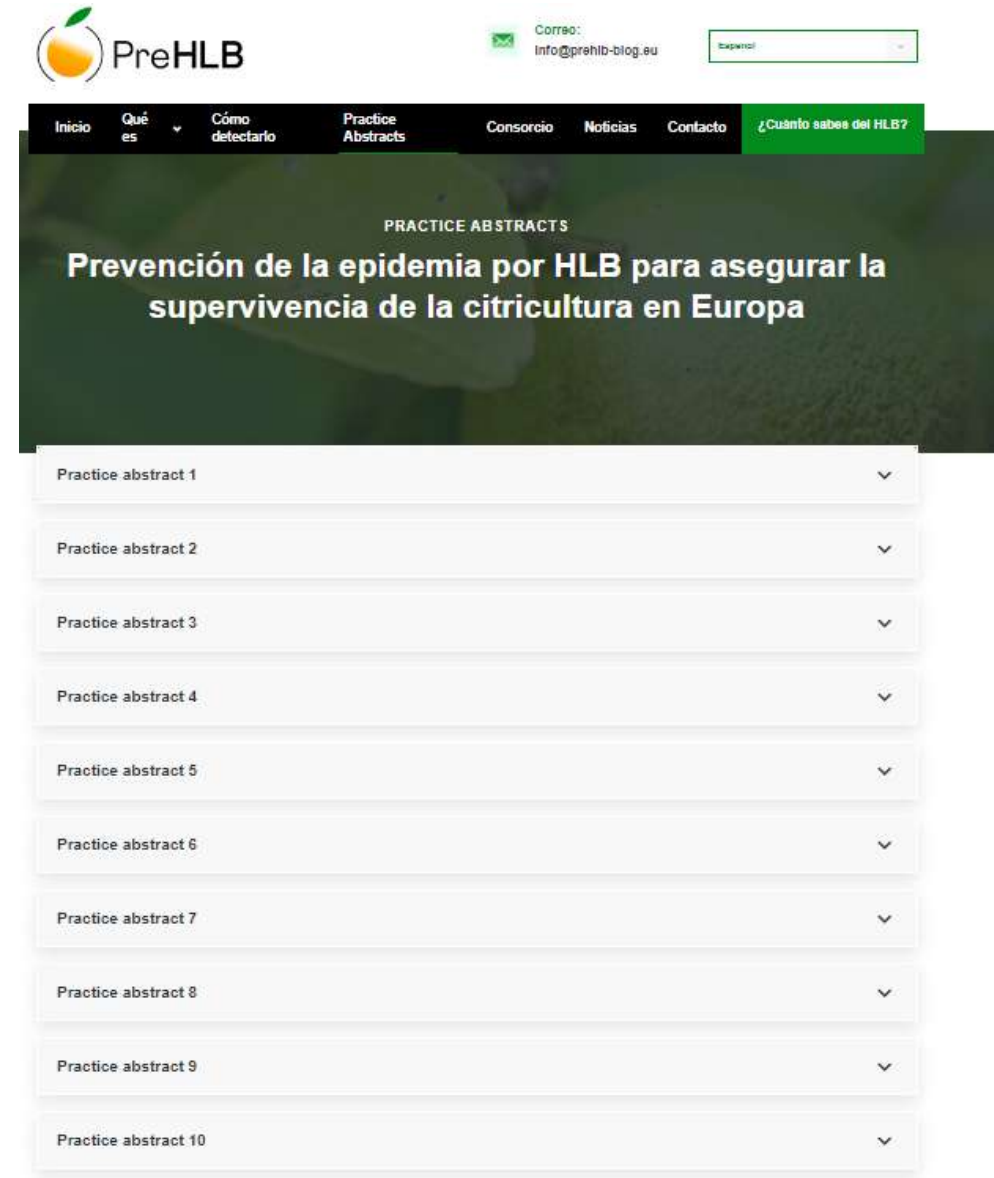 PreHLB
Correo:
info@prehlb-blog.eu
Español
Inicio
Qué es
Cómo detectarlo
Practice Abstracts
Consorcio
Noticias
Contacto
¿Cuánto sabes del HLB?
PRACTICE ABSTRACTS
Prevención de la epidemia por HLB para asegurar la
supervivencia de la citricultura en Europa
Practice abstract 1
Practice abstract 2
Practice abstract 3
Practice abstract 4
Practice abstract 5
Practice abstract 6
Practice abstract 7
Practice abstract 8
Practice abstract 9
Practice abstract 10